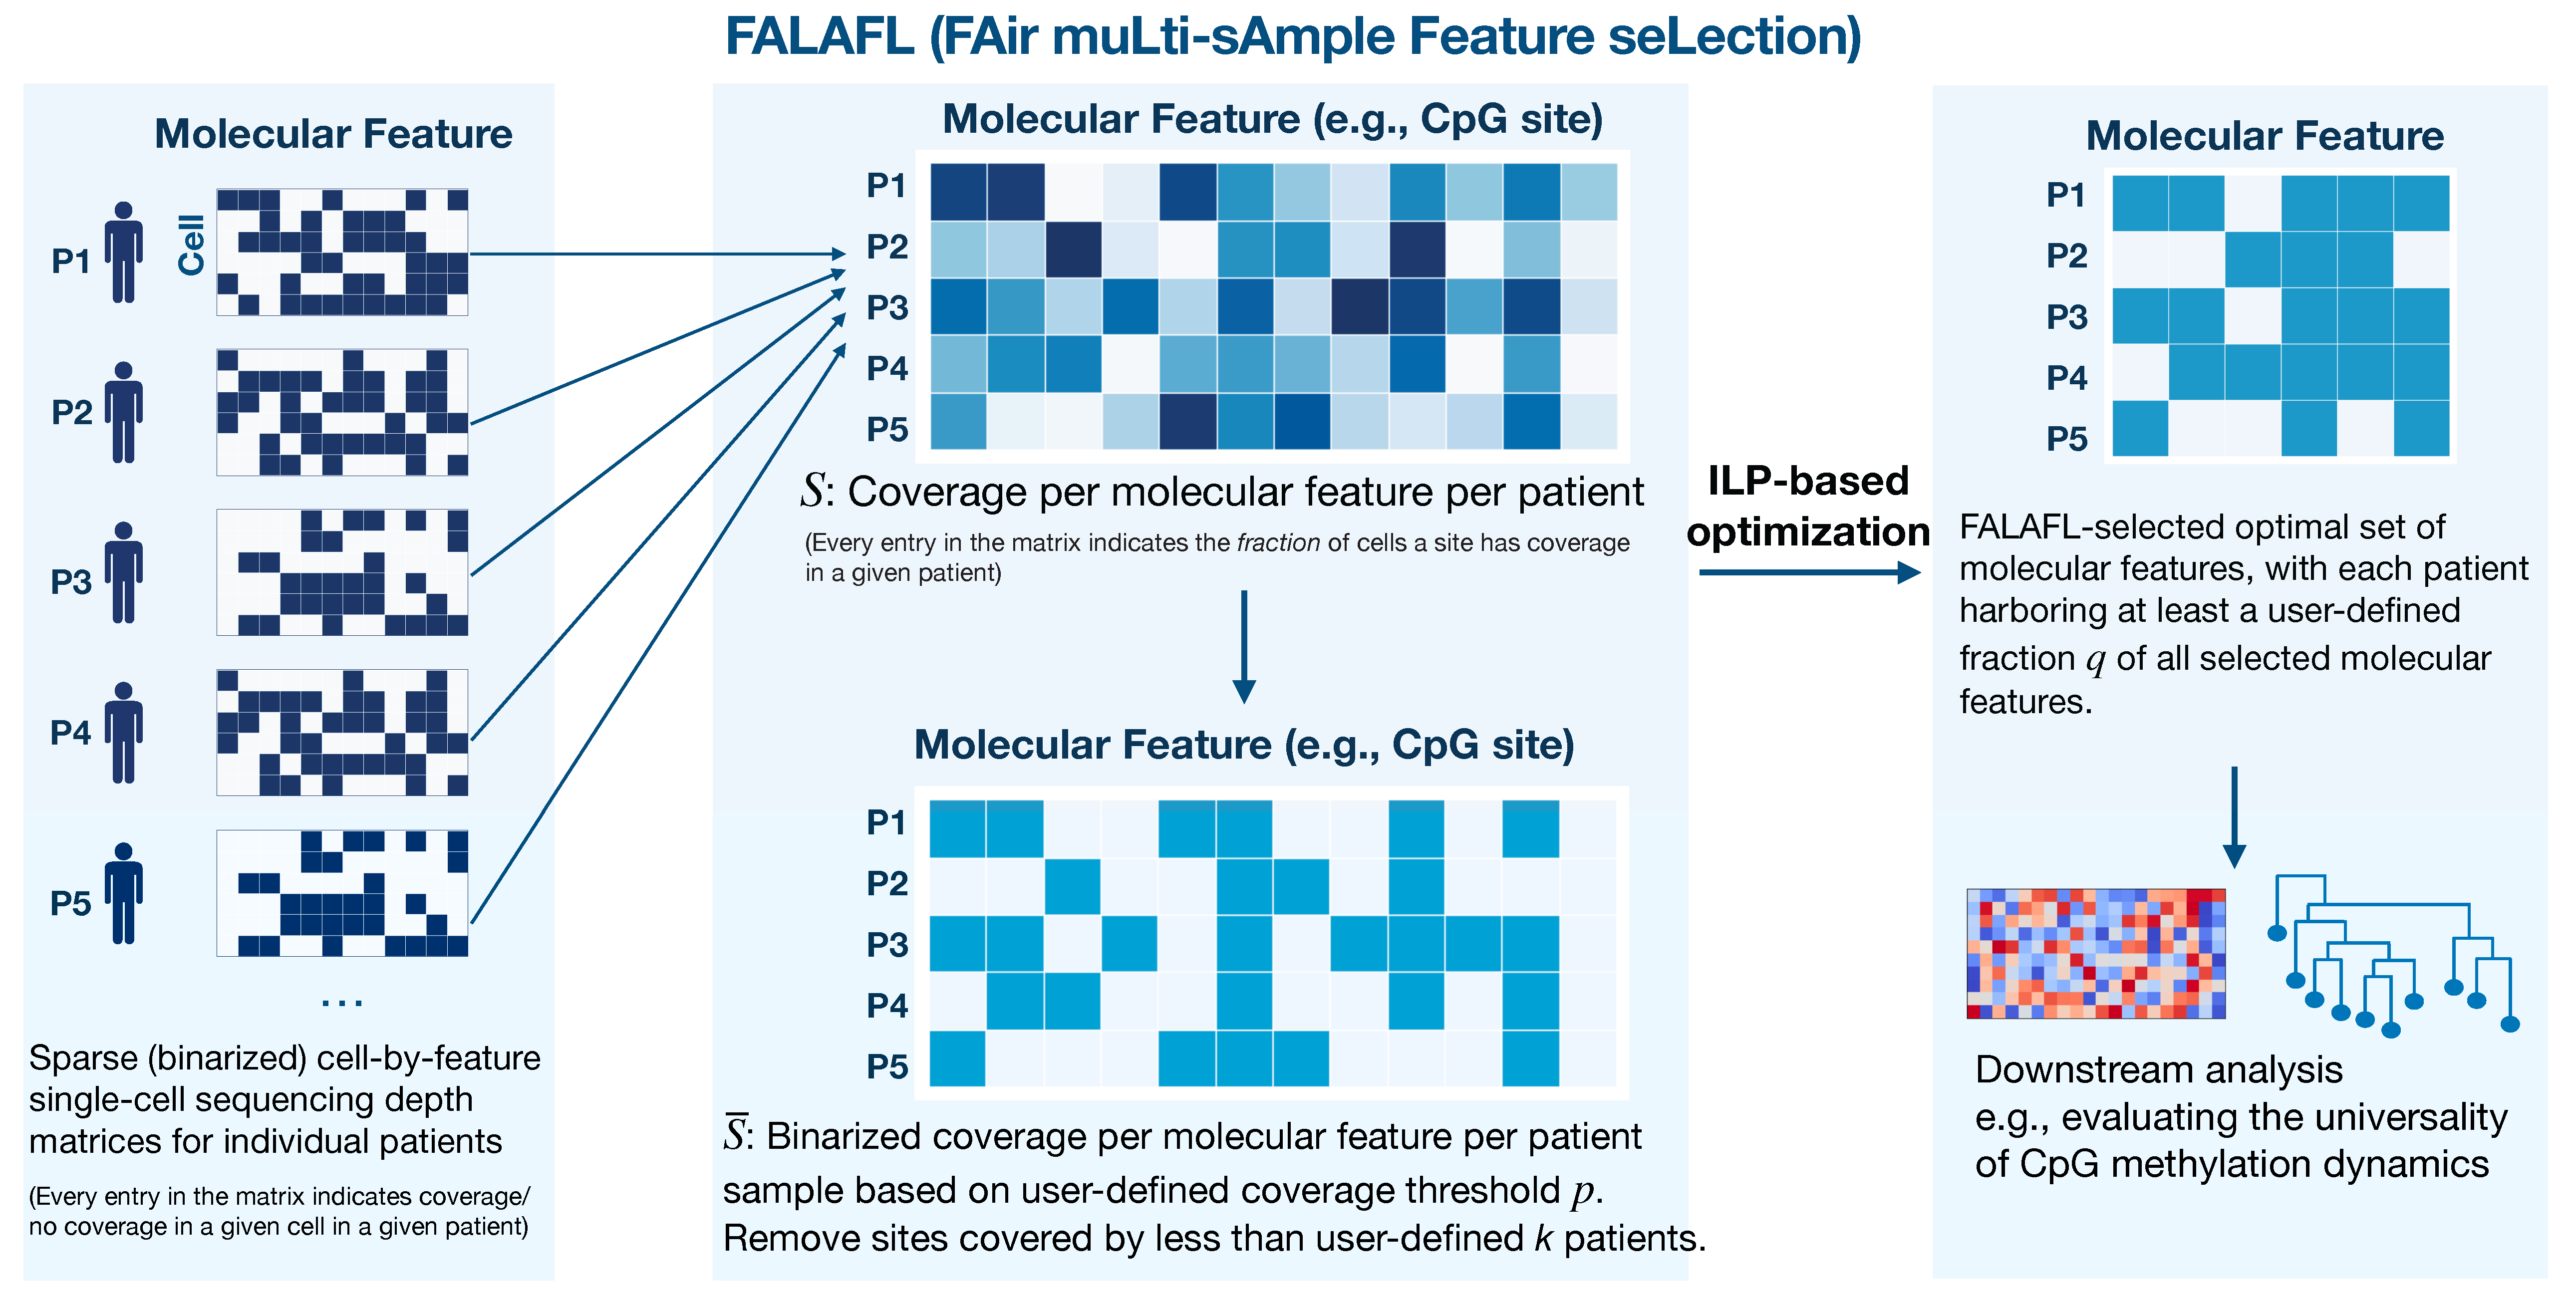 FALAFL (FAir muLti-sAmple Feature seLection)
Molecular Feature
Cell
P1
P2
P3
P4
P5
...
Sparse (binarized) cell-by-feature
single-cell sequencing depth
matrices for individual patients
(Every entry in the matrix indicates coverage/
no coverage in a given cell in a given patient)
Molecular Feature (e.g., CpG site)
P1
P2
P3
P4
P5
S: Coverage per molecular feature per patient
(Every entry in the matrix indicates the fraction of cells a site has coverage
in a given patient)
Molecular Feature (e.g., CpG site)
P1
P2
P3
P4
P5
S̅: Binarized coverage per molecular feature per patient
sample based on user-defined coverage threshold p.
Remove sites covered by less than user-defined k patients.
ILP-based
optimization
Molecular Feature
P1
P2
P3
P4
P5
FALAFL-selected optimal set of
molecular features, with each patient
harboring at least a user-defined
fraction q of all selected molecular
features.
Downstream analysis
e.g., evaluating the universality
of CpG methylation dynamics